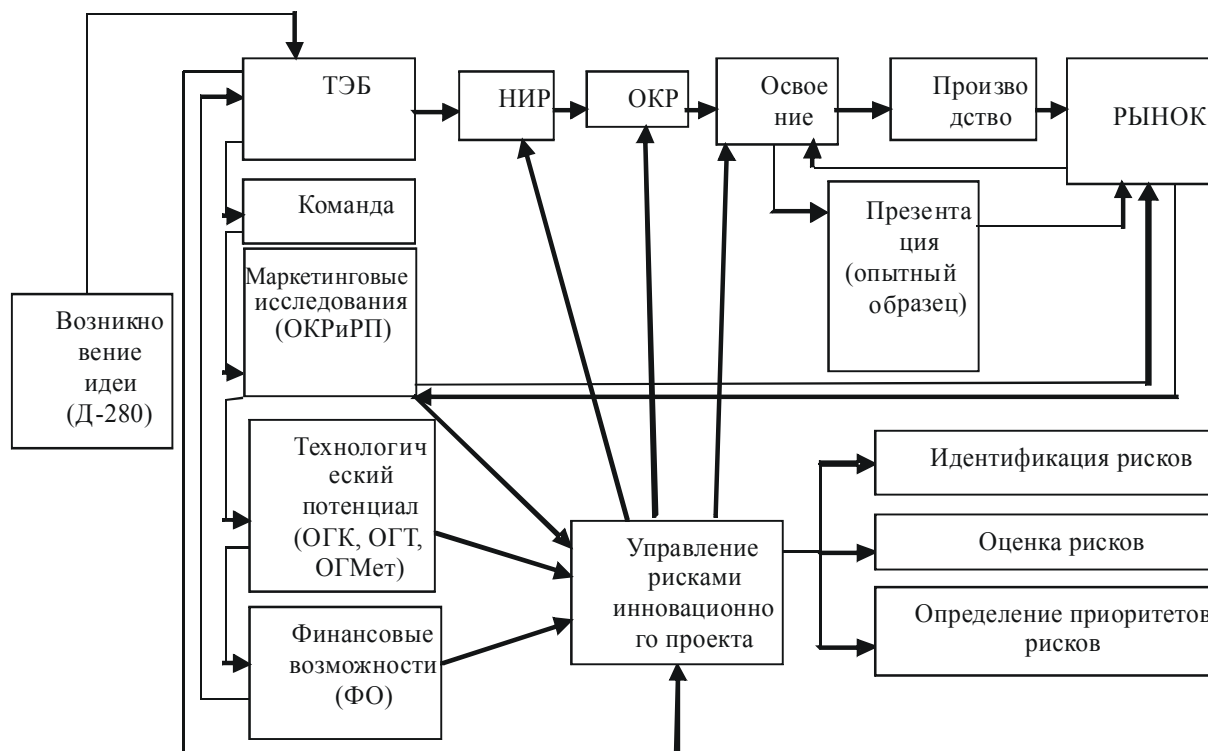 ТЭБ
НИР
ОКР
Освое
ние
Произво
дство
РЫНОК
Команда
Презента
ция
(опытный
образец)
Маркетинговые
исследования
(ОКРиРП)
Возникно
вение
идеи
(Д-280)
Технологич
еский
потенциал
(ОГК, ОГТ,
ОГМет)
Идентификация рисков
Управление
рисками
инновационно
го проекта
Оценка рисков
Определение приоритетов
рисков
Финансовые
возможности
(ФО)